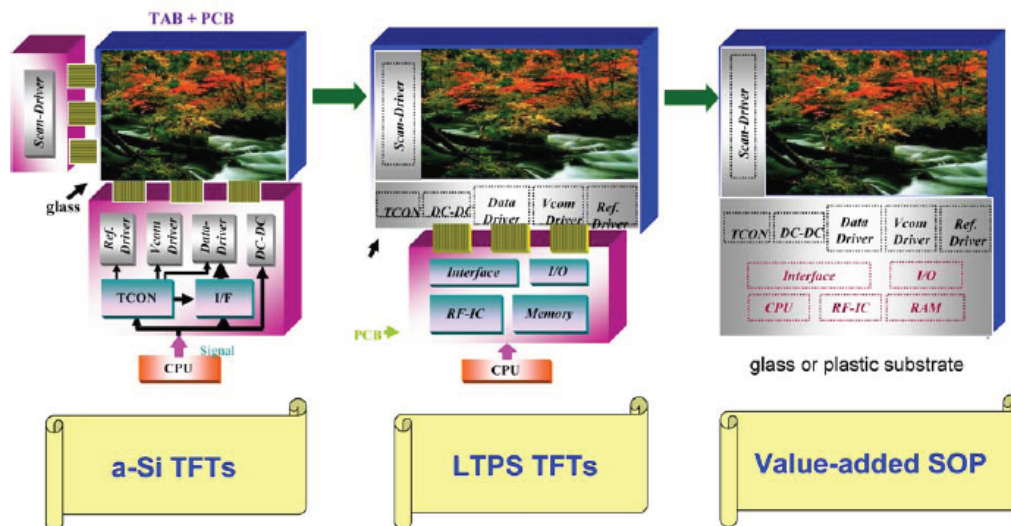 TAB + PCB
Scan-Driver
glass
Ref.
Driver
Vcom
Driver
Data-
Driver
DC-DC
TCON
I/F
Signal
CPU
a-Si TFTs
Scan-Driver
TCON
DC-DC
Data
Driver
Vcom
Driver
Ref.
Driver
Interface
I/O
RF-IC
Memory
PCB
CPU
LTPS TFTs
Scan-Driver
TCON
DC-DC
Data
Driver
Vcom
Driver
Ref.
Driver
Interface
I/O
CPU
RF-IC
RAM
glass or plastic substrate
Value-added SOP